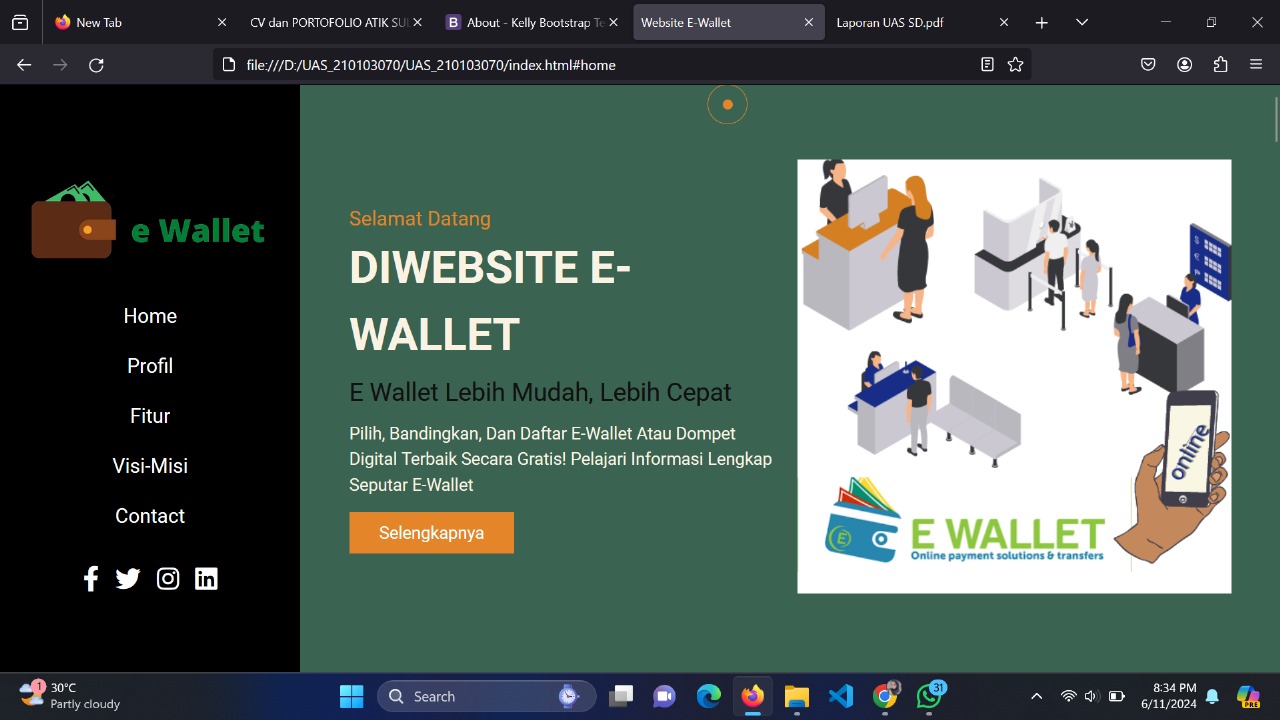 New Tab
CV dan PORTOFOLIO ATIK SUL
About - Kelly Bootstrap Te
Website E-Wallet
Laporan UAS SD.pdf
file:///D:/UAS_210103070/UAS_210103070/index.html#home
e Wallet
Home
Profil
Fitur
Visi-Misi
Contact
Selamat Datang
DIWEBSITE E-
WALLET
E Wallet Lebih Mudah, Lebih Cepat
Pilih, Bandingkan, Dan Daftar E-Wallet Atau Dompet
Digital Terbaik Secara Gratis! Pelajari Informasi Lengkap
Seputar E-Wallet
Selengkapnya
Online
E WALLET
Online payment solutions & transfers
1
30°C
Partly cloudy
Search
31
8:34 PM
6/11/2024
PRE